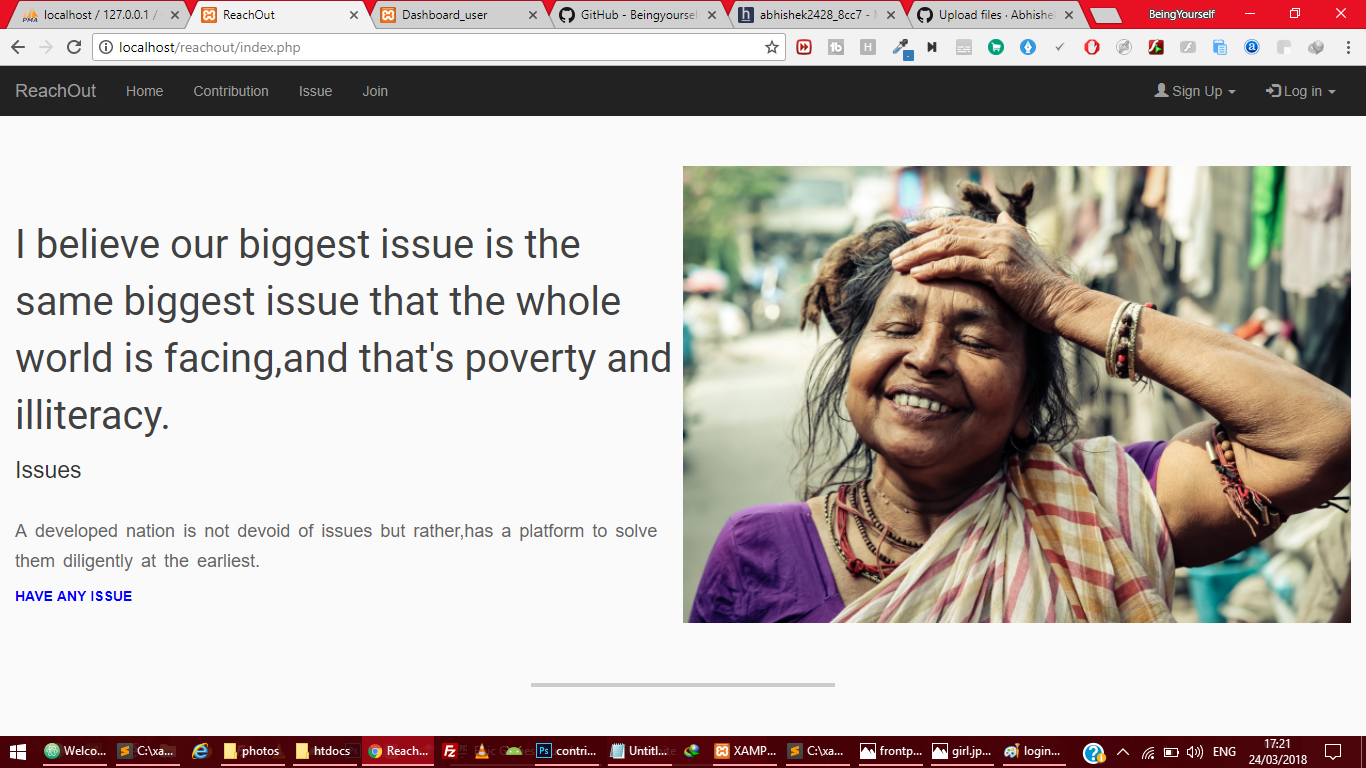 localhost / 127.0.0.1 /
ReachOut
Dashboard_user
GitHub - Beingyourse
abhishek2428_8cc7 -
Upload files · Abhishe
BeingYourself
localhost/reachout/index.php
ReachOut
Home
Contribution
Issue
Join
Sign Up
Log in
I believe our biggest issue is the
same biggest issue that the whole
world is facing,and that's poverty and
illiteracy.
Issues
A developed nation is not devoid of issues but rather,has a platform to solve
them diligently at the earliest.
HAVE ANY ISSUE
Welco...
C:\xa...
photos
htdocs
Reach...
contri...
Untitl...
XAMP...
C:\xa...
frontp...
girl.jp...
login...
ENG
17:21
24/03/2018